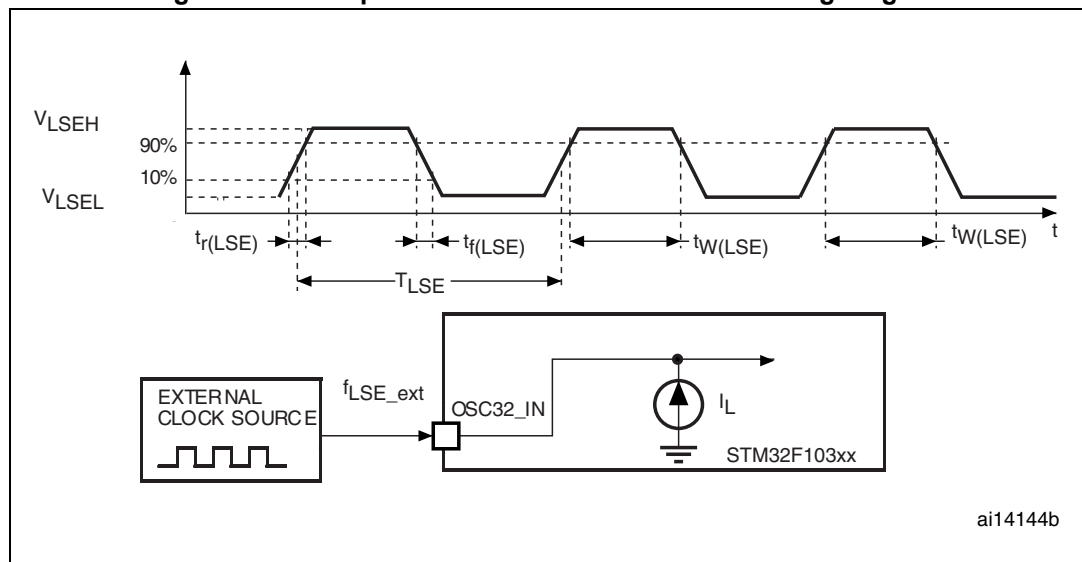 VLSEH
90%
10%
VLSEL
tr(LSE)
tf(LSE)
tW(LSE)
tW(LSE)
t
TLSE
EXTERNAL
CLOCK SOURCE
fLSE_ext
OSC32_IN
IL
STM32F103xx
ai14144b